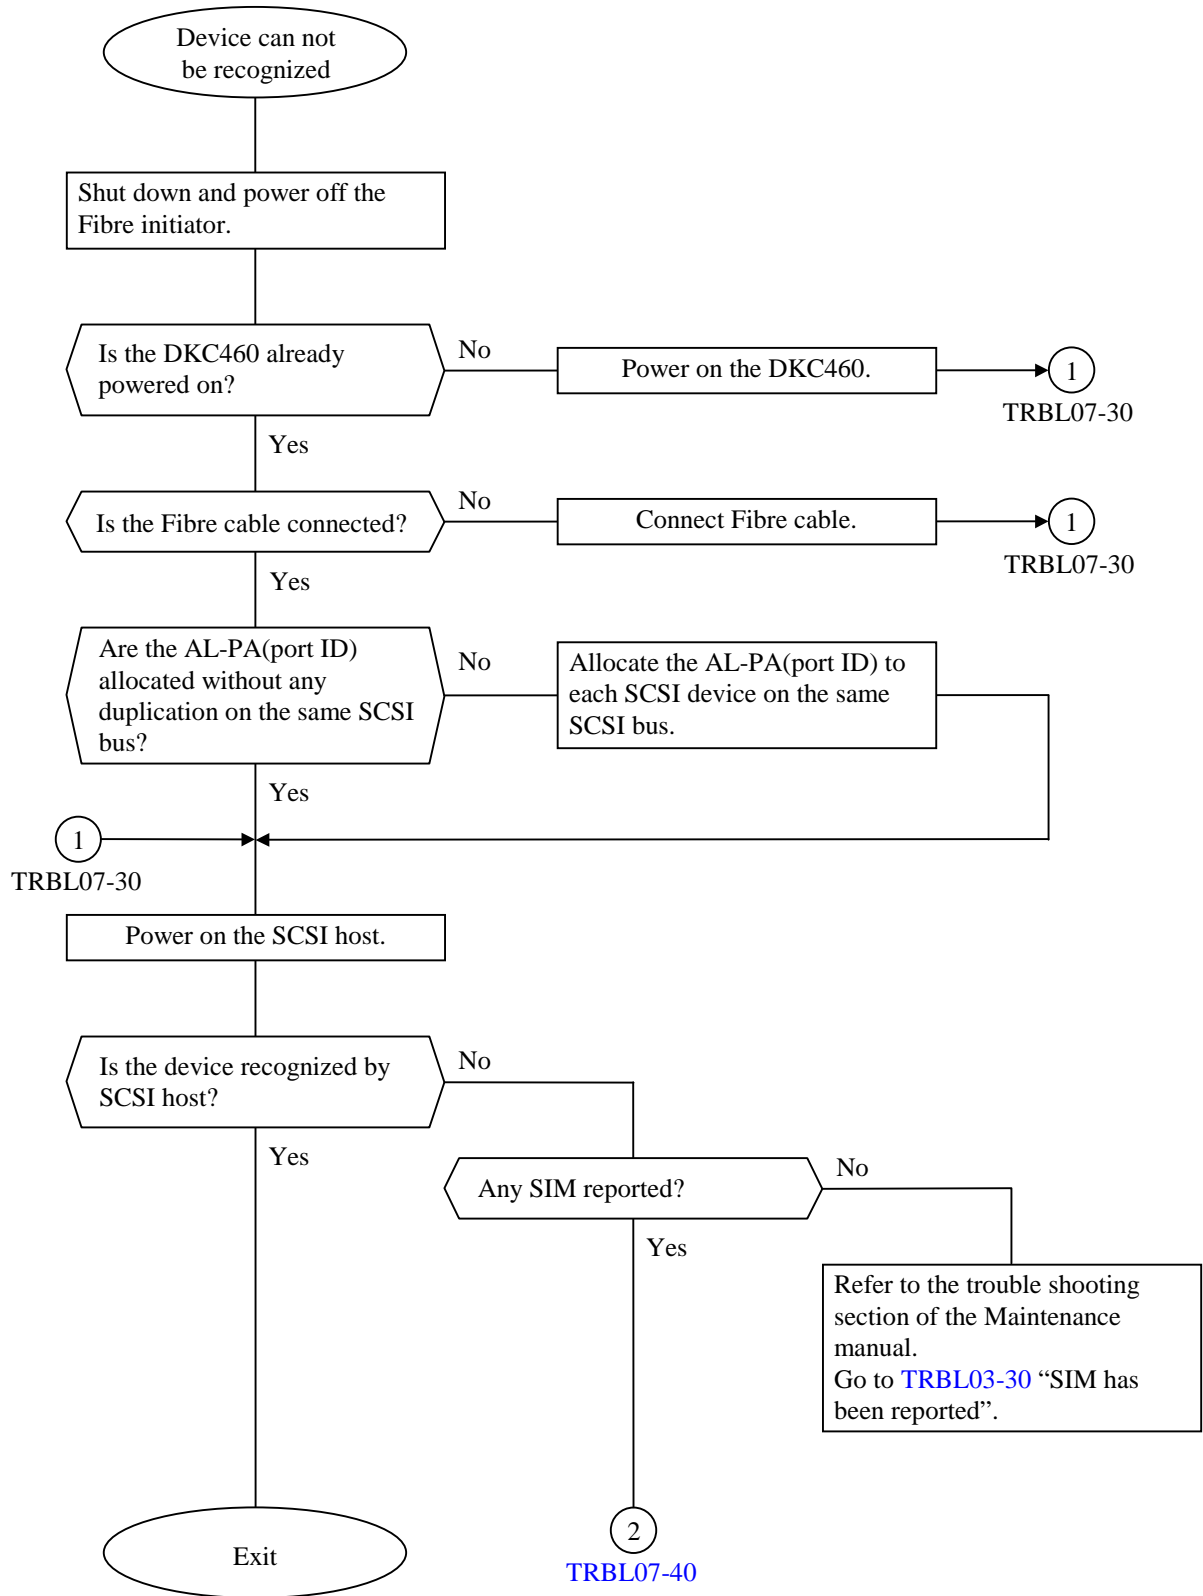 Device can not
be recognized
Shut down and power off the
Fibre initiator.
Is the DKC460 already
powered on?
No
Power on the DKC460.
1
TRBL07-30
Yes
Is the Fibre cable connected?
No
Connect Fibre cable.
1
TRBL07-30
Yes
Are the AL-PA(port ID)
allocated without any
duplication on the same SCSI
bus?
No
Allocate the AL-PA(port ID) to
each SCSI device on the same
SCSI bus.
Yes
1
TRBL07-30
Power on the SCSI host.
Is the device recognized by
SCSI host?
No
Yes
Any SIM reported?
No
Yes
Refer to the trouble shooting
section of the Maintenance
manual.
Go to TRBL03-30 “SIM has
been reported”.
Exit
2
TRBL07-40